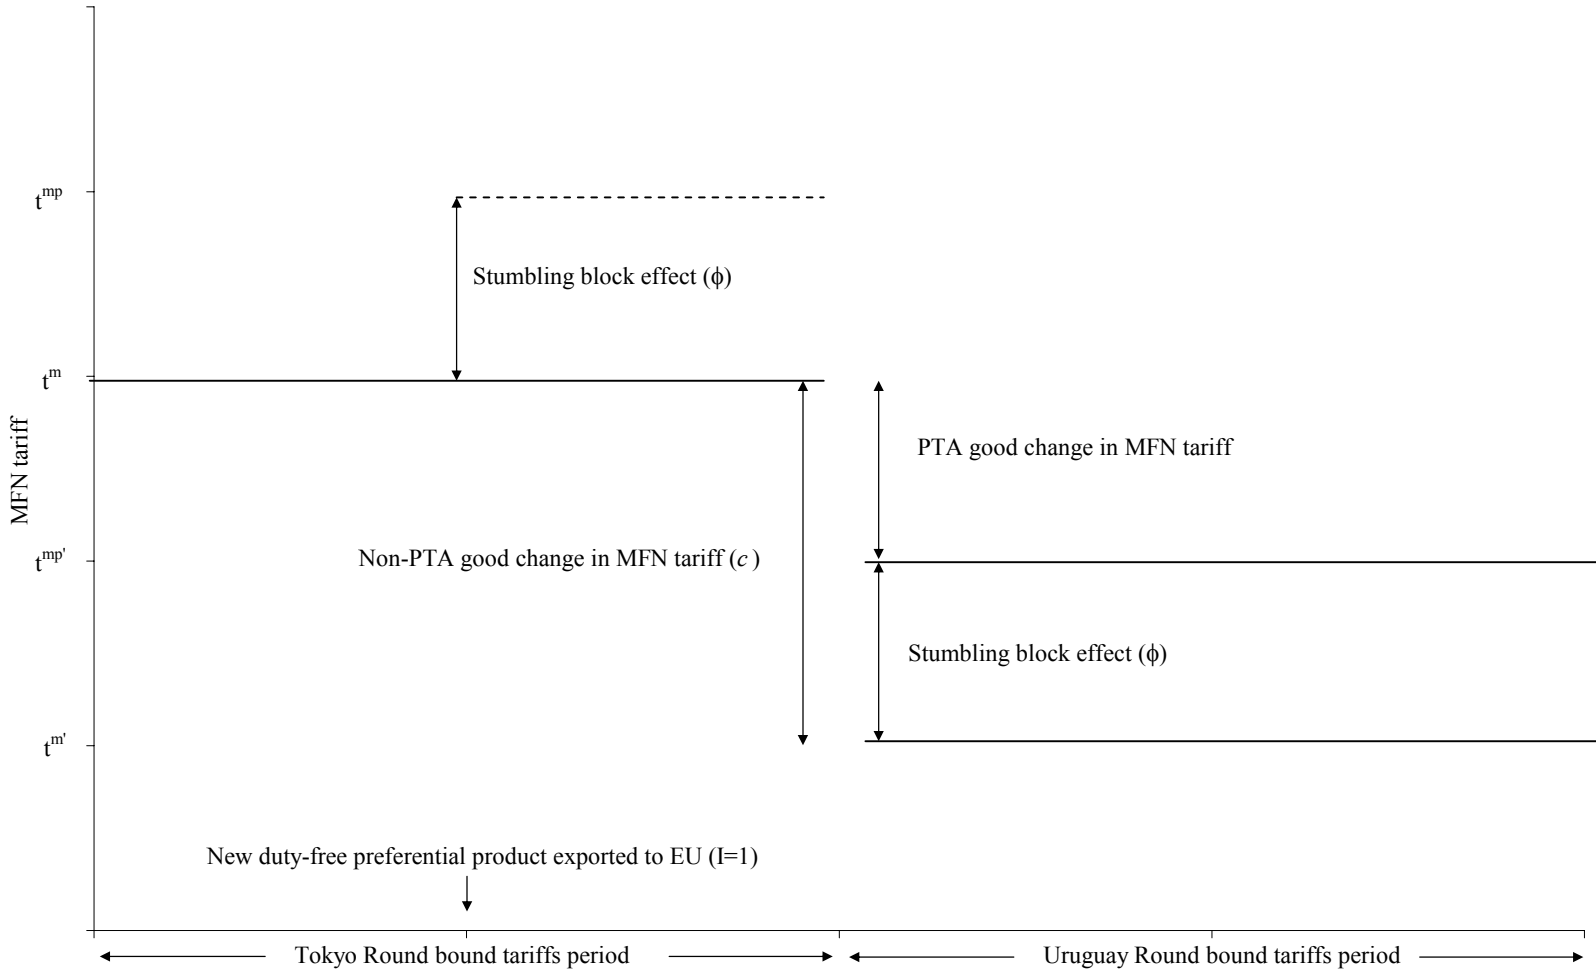 t^mp
Stumbling block effect (ϕ)
t^m
MFN tariff
PTA good change in MFN tariff
t^mp'
Non-PTA good change in MFN tariff (c )
Stumbling block effect (ϕ)
t^m'
New duty-free preferential product exported to EU (I=1)
Tokyo Round bound tariffs period
Uruguay Round bound tariffs period